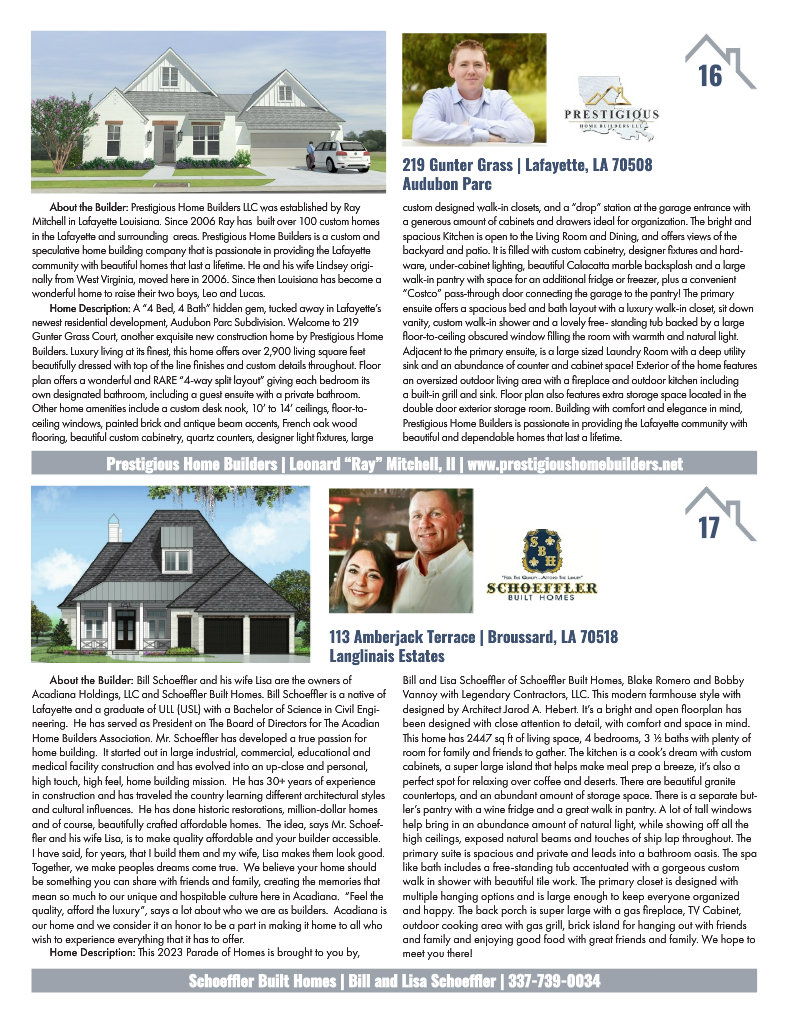 16
PRESTIGIOUS
HOME BUILDERS LLC
219 Gunter Grass | Lafayette, LA 70508
Audubon Parc
About the Builder: Prestigious Home Builders LLC was established by Ray
Mitchell in Lafayette Louisiana. Since 2006 Ray has built over 100 custom homes
in the Lafayette and surrounding areas. Prestigious Home Builders is a custom and
speculative home building company that is passionate in providing the Lafayette
community with beautiful homes that last a lifetime. He and his wife Lindsey origi-
nally from West Virginia, moved here in 2006. Since then Louisiana has become a
wonderful home to raise their two boys, Leo and Lucas.
Home Description: A “4 Bed, 4 Bath” hidden gem, tucked away in Lafayette’s
newest residential development, Audubon Parc Subdivision. Welcome to 219
Gunter Grass Court, another exquisite new construction home by Prestigious Home
Builders. Luxury living at its finest, this home offers over 2,900 living square feet
beautifully dressed with top of the line finishes and custom details throughout. Floor
plan offers a wonderful and RARE “4-way split layout” giving each bedroom its
own designated bathroom, including a guest ensuite with a private bathroom.
Other home amenities include a custom desk nook, 10’ to 14’ ceilings, floor-to-
ceiling windows, painted brick and antique beam accents, French oak wood
flooring, beautiful custom cabinetry, quartz counters, designer light fixtures, large
custom designed walk-in closets, and a “drop” station at the garage entrance with
a generous amount of cabinets and drawers ideal for organization. The bright and
spacious Kitchen is open to the Living Room and Dining, and offers views of the
backyard and patio. It is filled with custom cabinetry, designer fixtures and hard-
ware, under-cabinet lighting, beautiful Calacatta marble backsplash and a large
walk-in pantry with space for an additional fridge or freezer, plus a convenient
“Costco” pass-through door connecting the garage to the pantry! The primary
ensuite offers a spacious bed and bath layout with a luxury walk-in closet, sit down
vanity, custom walk-in shower and a lovely free- standing tub backed by a large
floor-to-ceiling obscured window filling the room with warmth and natural light.
Adjacent to the primary ensuite, is a large sized Laundry Room with a deep utility
sink and an abundance of counter and cabinet space! Exterior of the home features
an oversized outdoor living area with a fireplace and outdoor kitchen including
a built-in grill and sink. Floor plan also features extra storage space located in the
double door exterior storage room. Building with comfort and elegance in mind,
Prestigious Home Builders is passionate in providing the Lafayette community with
beautiful and dependable homes that last a lifetime.
Prestigious Home Builders | Leonard “Ray” Mitchell, II | www.prestigioushomebuilders.net
17
SBH
“FEEL THE QUALITY...AFFORD THE LUXURY”
SCHOEFFLER
BUILT HOMES
113 Amberjack Terrace | Broussard, LA 70518
Langlinais Estates
About the Builder: Bill Schoeffler and his wife Lisa are the owners of
Acadiana Holdings, LLC and Schoeffler Built Homes. Bill Schoeffler is a native of
Lafayette and a graduate of ULL (USL) with a Bachelor of Science in Civil Engi-
neering. He has served as President on The Board of Directors for The Acadian
Home Builders Association. Mr. Schoeffler has developed a true passion for
home building. It started out in large industrial, commercial, educational and
medical facility construction and has evolved into an up-close and personal,
high touch, high feel, home building mission. He has 30+ years of experience
in construction and has traveled the country learning different architectural styles
and cultural influences. He has done historic restorations, million-dollar homes
and of course, beautifully crafted affordable homes. The idea, says Mr. Schoef-
fler and his wife Lisa, is to make quality affordable and your builder accessible.
I have said, for years, that I build them and my wife, Lisa makes them look good.
Together, we make peoples dreams come true. We believe your home should
be something you can share with friends and family, creating the memories that
mean so much to our unique and hospitable culture here in Acadiana. “Feel the
quality, afford the luxury”, says a lot about who we are as builders. Acadiana is
our home and we consider it an honor to be a part in making it home to all who
wish to experience everything that it has to offer.
Home Description: This 2023 Parade of Homes is brought to you by,
Bill and Lisa Schoeffler of Schoeffler Built Homes, Blake Romero and Bobby
Vannoy with Legendary Contractors, LLC. This modern farmhouse style with
designed by Architect Jarod A. Hebert. It’s a bright and open floorplan has
been designed with close attention to detail, with comfort and space in mind.
This home has 2447 sq ft of living space, 4 bedrooms, 3 ½ baths with plenty of
room for family and friends to gather. The kitchen is a cook’s dream with custom
cabinets, a super large island that helps make meal prep a breeze, it’s also a
perfect spot for relaxing over coffee and deserts. There are beautiful granite
countertops, and an abundant amount of storage space. There is a separate but-
ler’s pantry with a wine fridge and a great walk in pantry. A lot of tall windows
help bring in an abundance amount of natural light, while showing off all the
high ceilings, exposed natural beams and touches of ship lap throughout. The
primary suite is spacious and private and leads into a bathroom oasis. The spa
like bath includes a free-standing tub accentuated with a gorgeous custom
walk in shower with beautiful tile work. The primary closet is designed with
multiple hanging options and is large enough to keep everyone organized
and happy. The back porch is super large with a gas fireplace, TV Cabinet,
outdoor cooking area with gas grill, brick island for hanging out with friends
and family and enjoying good food with great friends and family. We hope to
meet you there!
Schoeffler Built Homes | Bill and Lisa Schoeffler | 337-739-0034